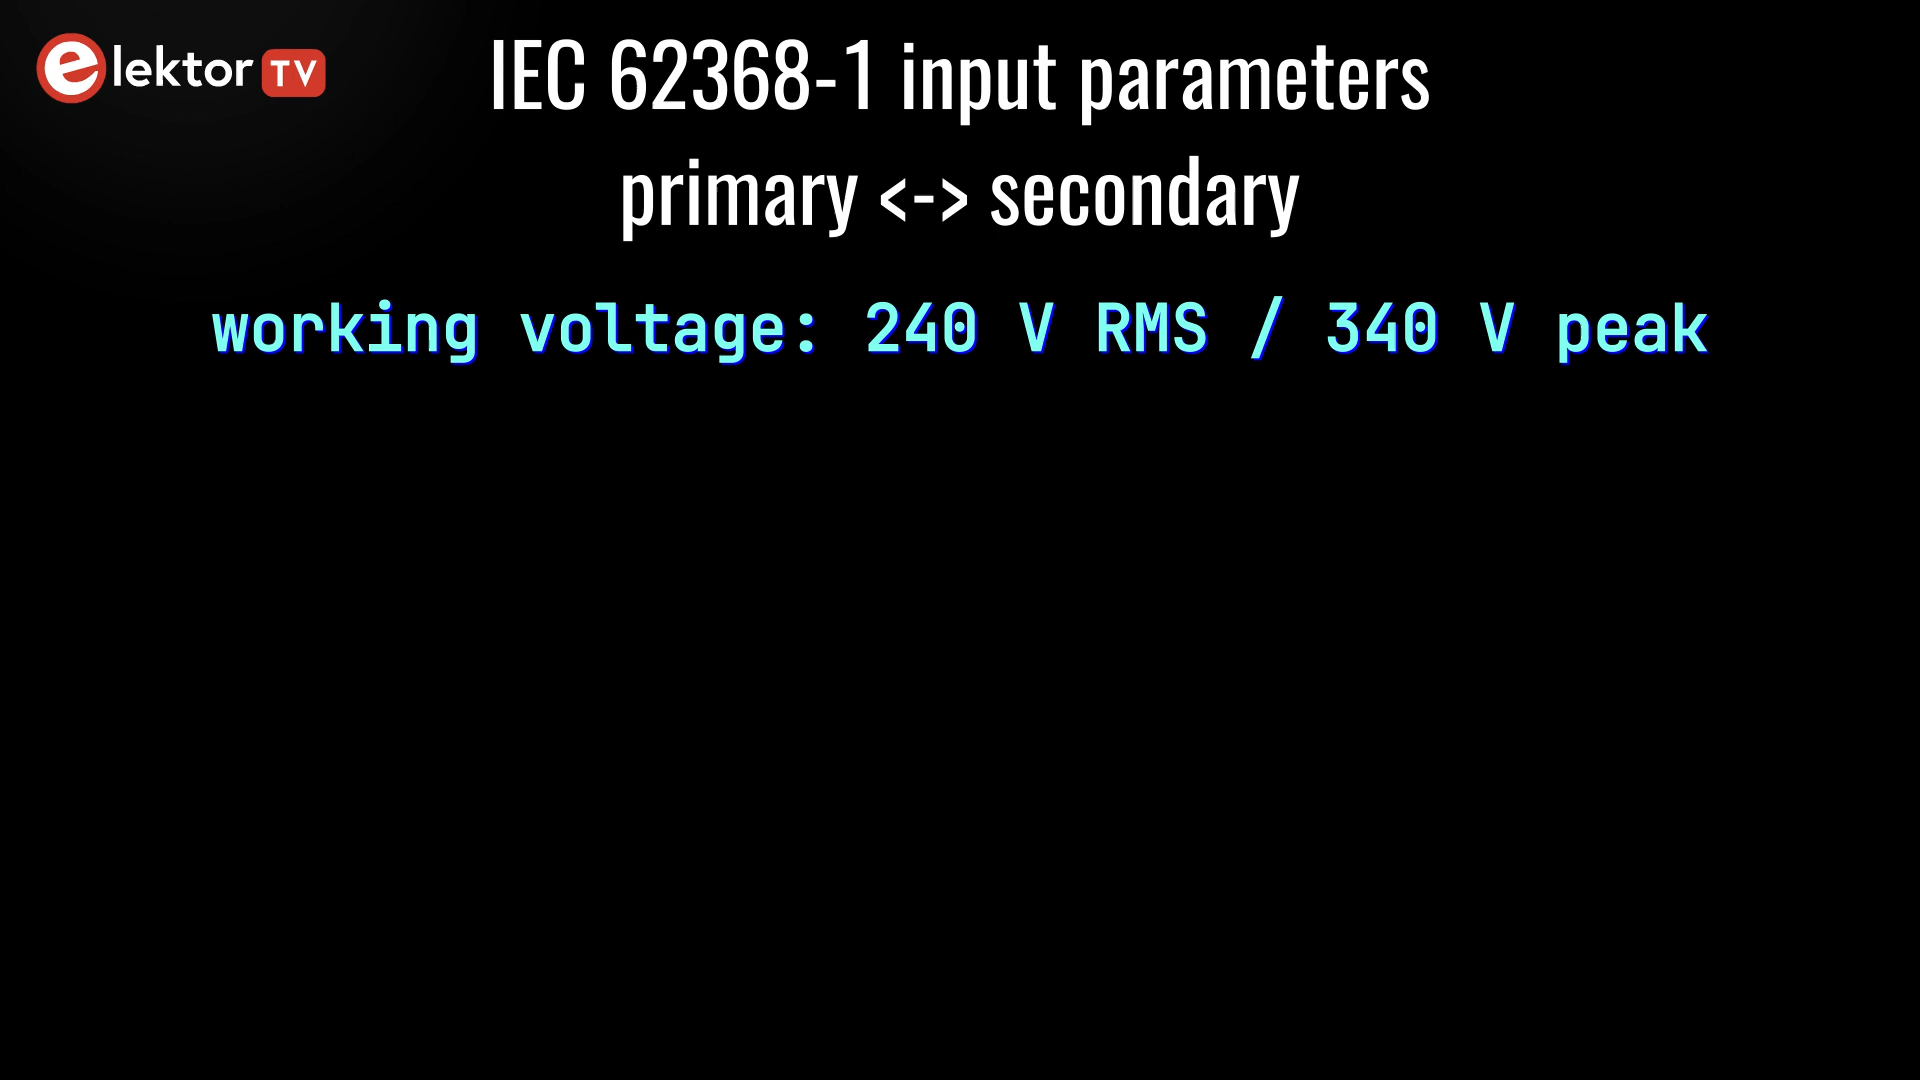 elektor TV
IEC 62368-1 input parameters
primary <-> secondary
working voltage: 240 V RMS / 340 V peak